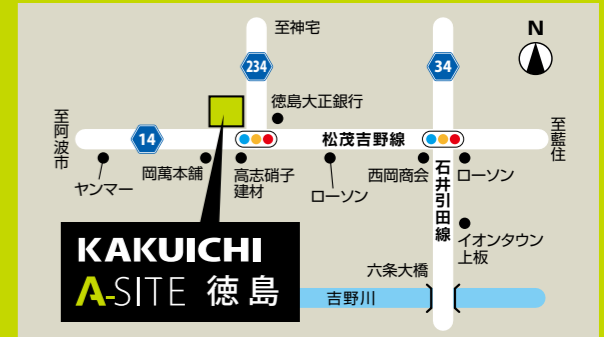 至神宅
N
234
34
徳島大正銀行
至阿波市
14
松茂吉野線
至藍住
ヤンマー
岡萬本舗
高志硝子
建材
ローソン
西岡商会
石井引田線
ローソン
イオンタウン
上板
KAKUICHI
A-SITE 徳島
六条大橋
吉野川